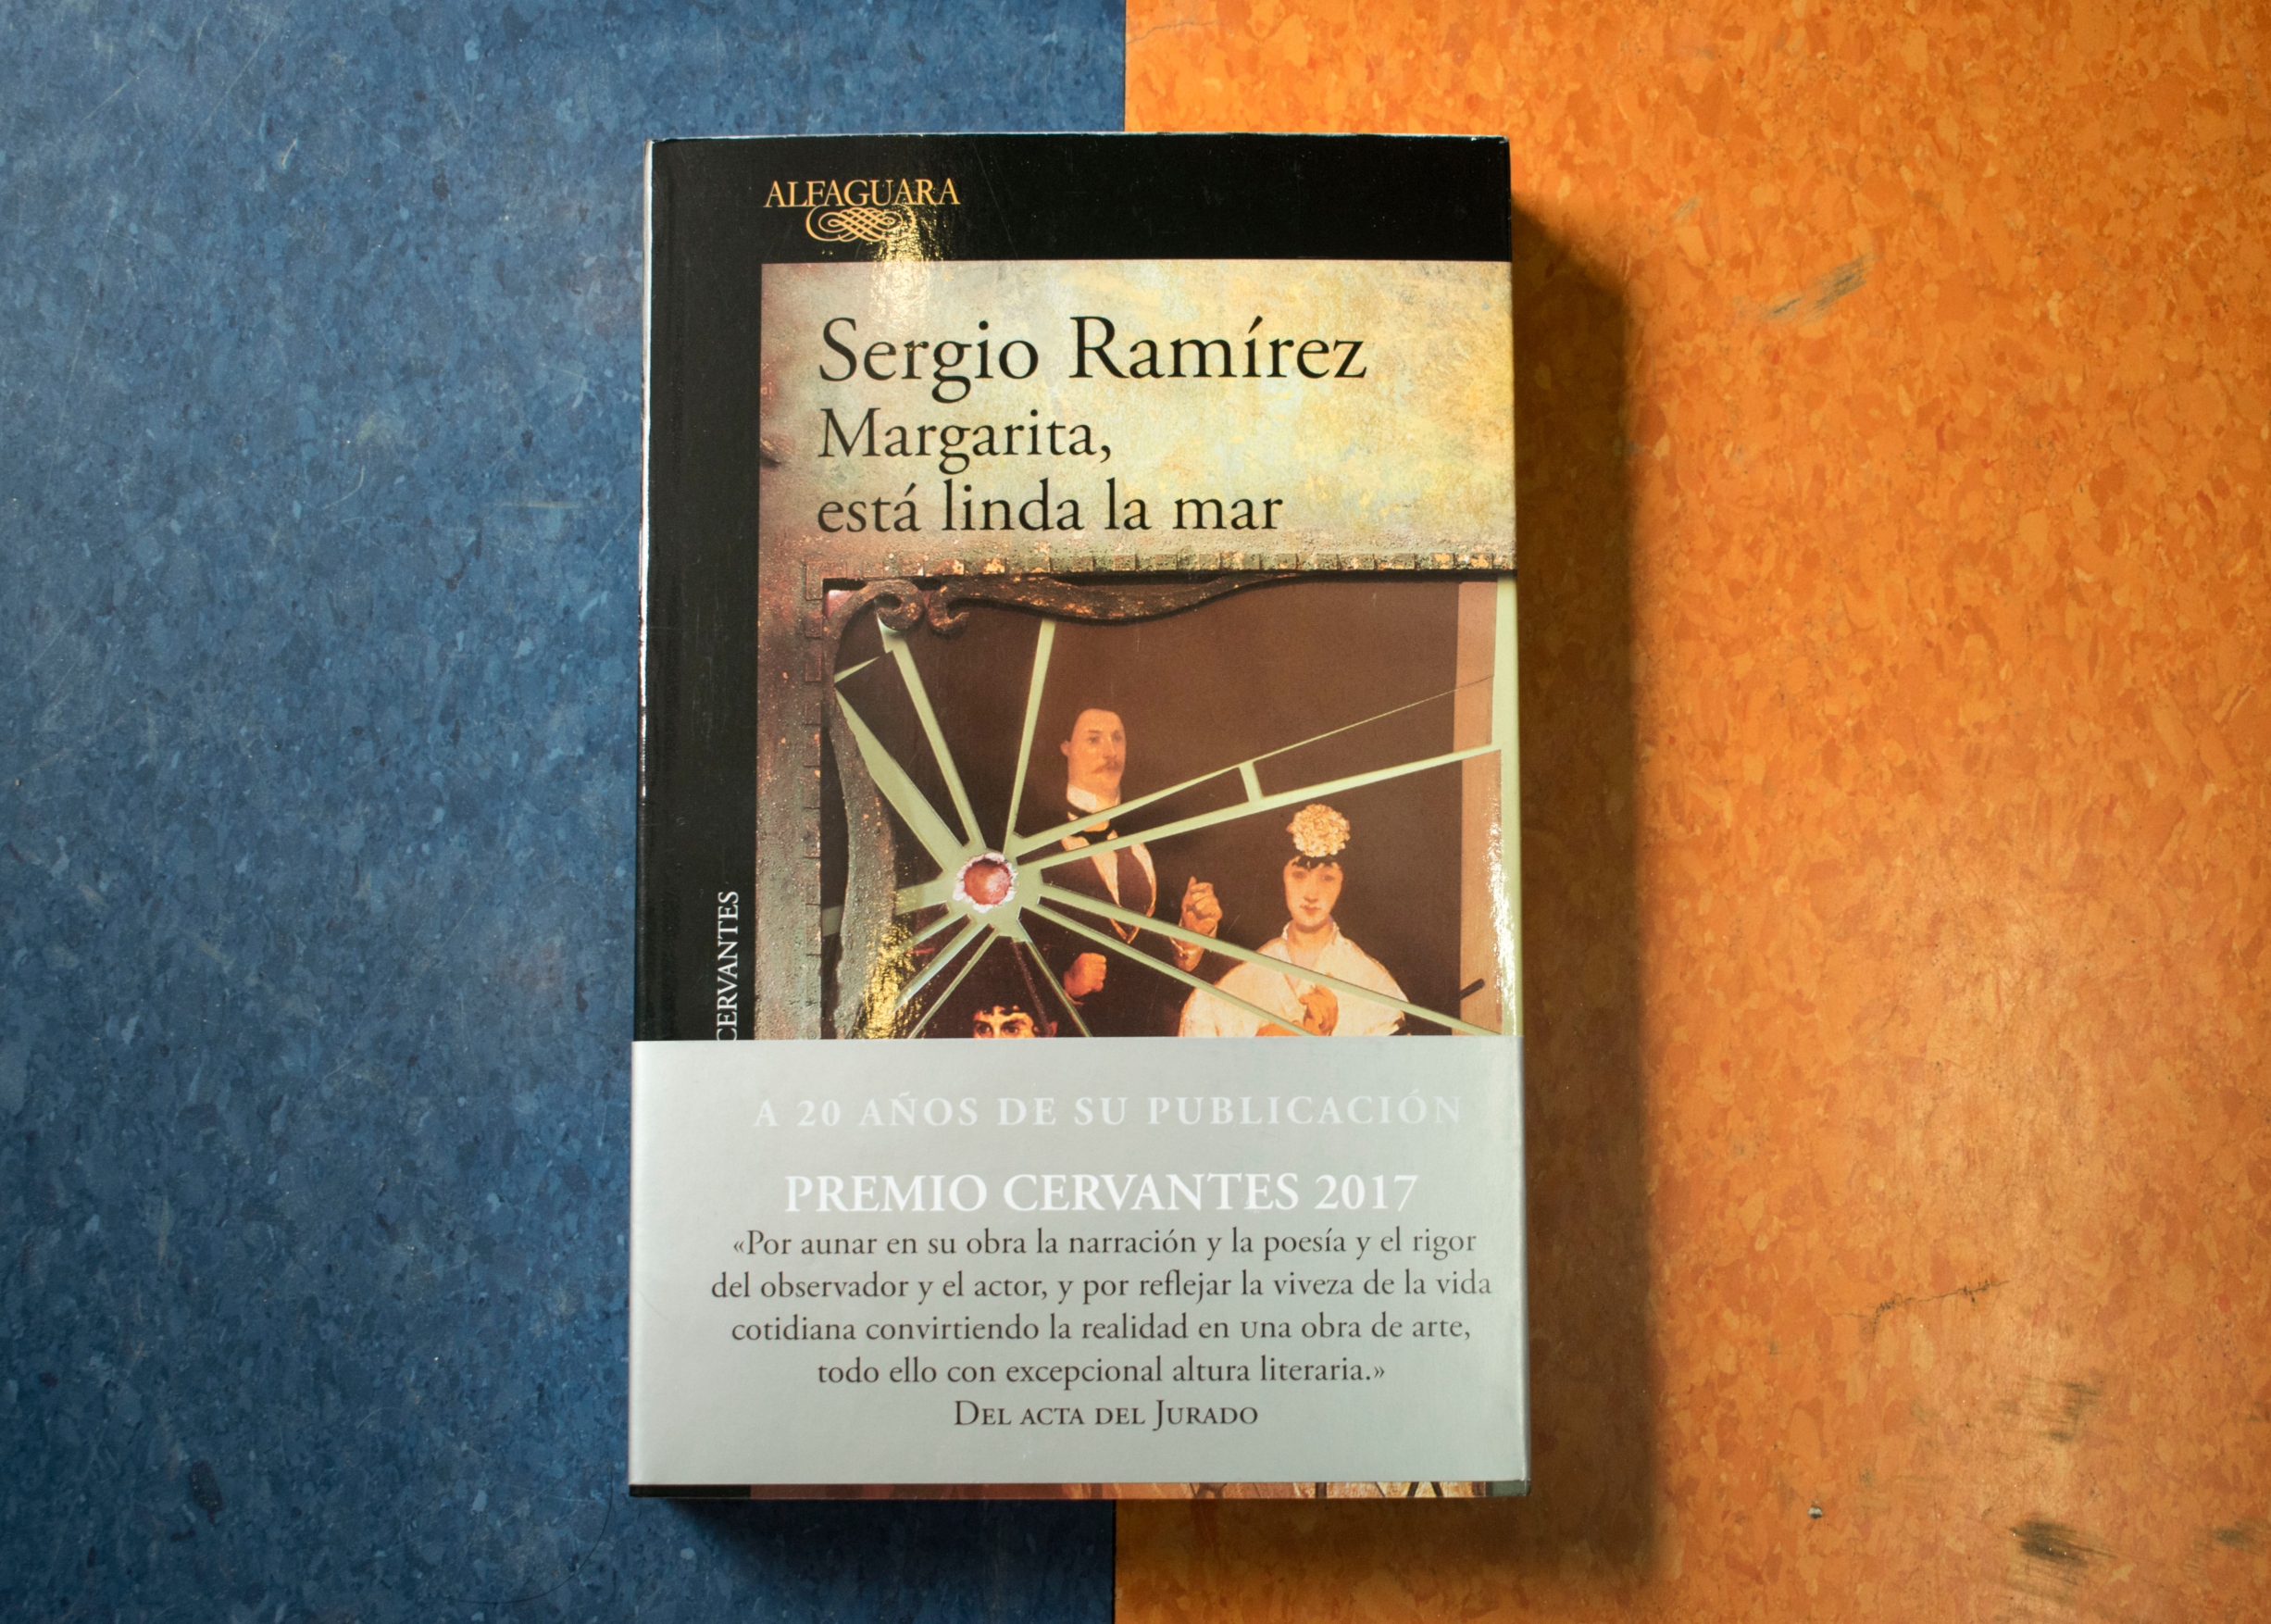 ALFAGUARA
Sergio Ramírez
Margarita,
está linda la mar
CERVANTES
A 20 AÑOS DE SU PUBLICACIÓN
PREMIO CERVANTES 2017
«Por aunar en su obra la narración y la poesía y el rigor
del observador y el actor, y por reflejar la viveza de la vida
cotidiana convirtiendo la realidad en una obra de arte,
todo ello con excepcional altura literaria.»
DEL ACTA DEL JURADO